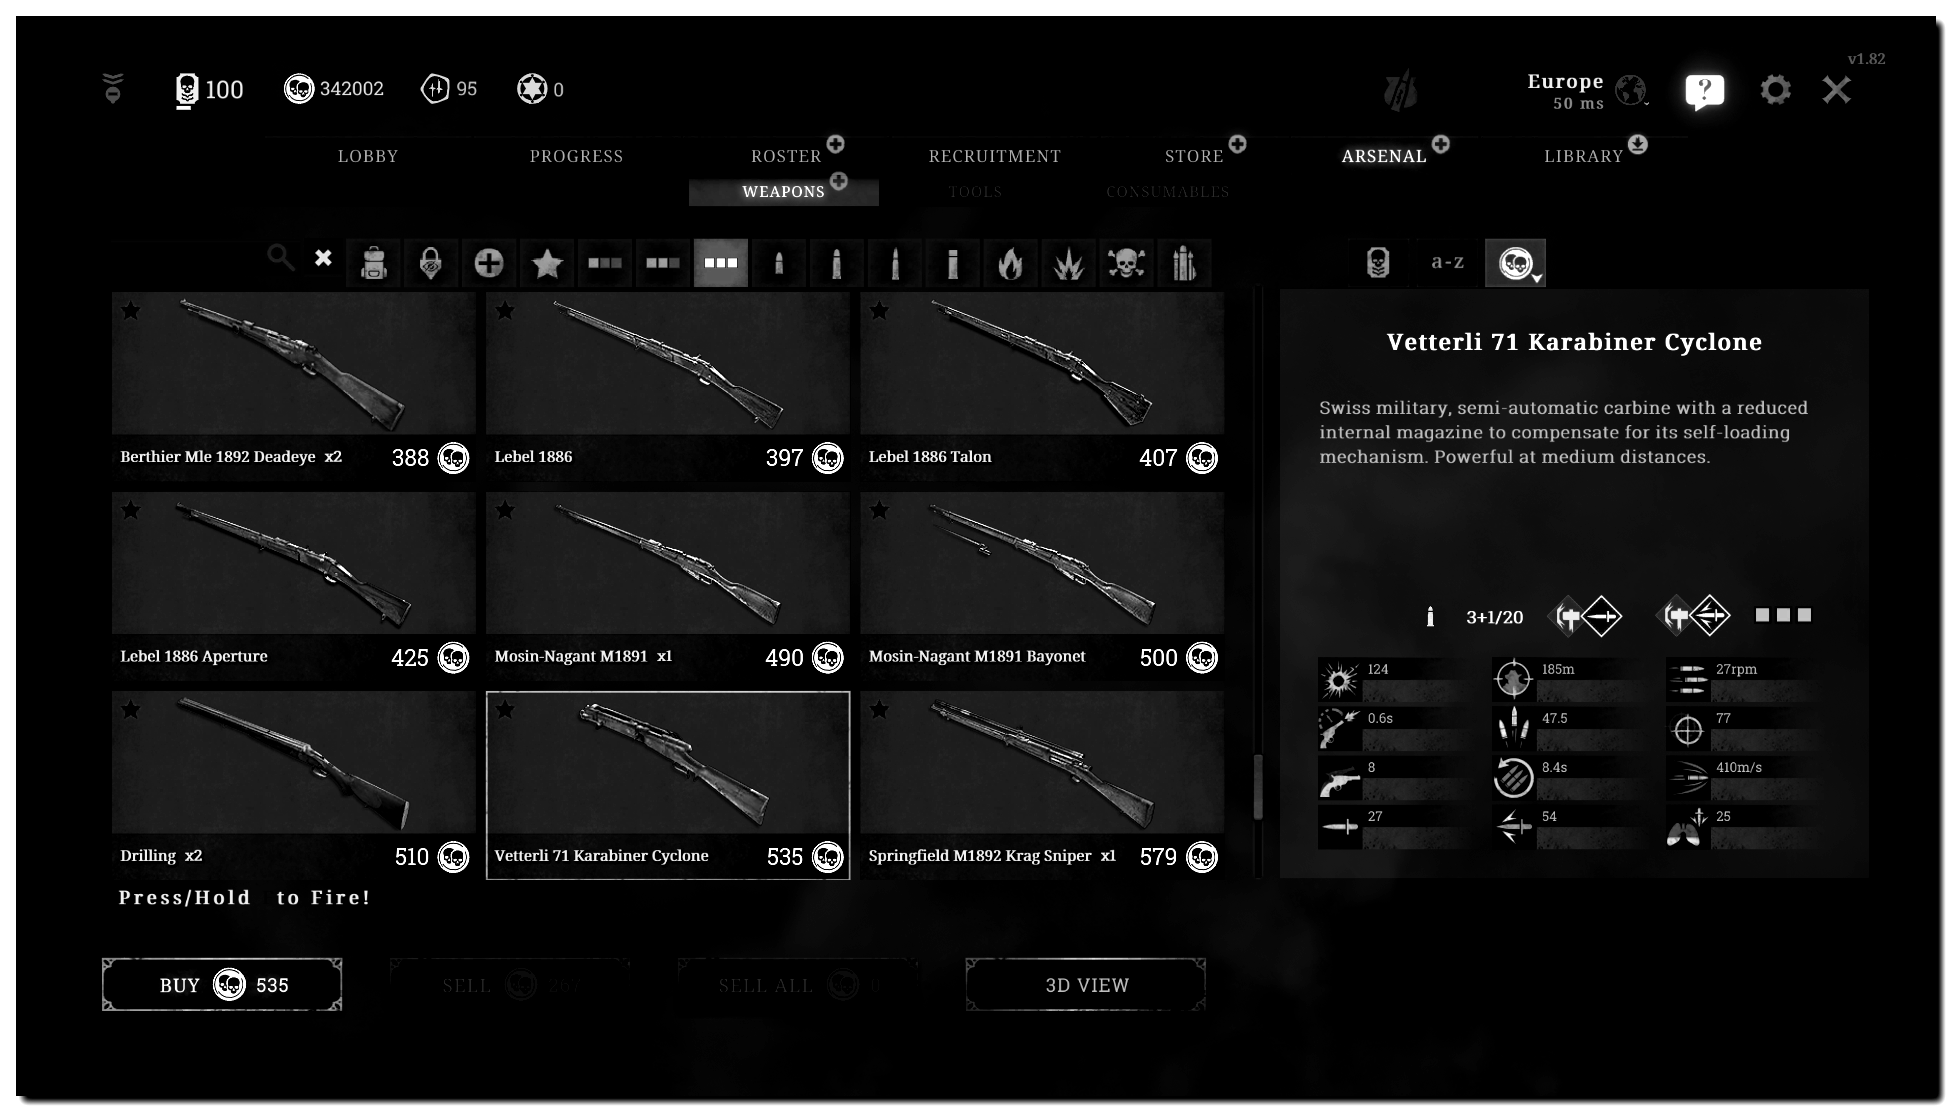 v1.82
100
342002
95
0
Europe
50 ms
?
LOBBY
PROGRESS
ROSTER
RECRUITMENT
STORE
ARSENAL
LIBRARY
WEAPONS
TOOLS
CONSUMABLES
a-z
Berthier Mle 1892 Deadeye x2 388
Lebel 1886 397
Lebel 1886 Talon 407
Lebel 1886 Aperture 425
Mosin-Nagant M1891 x1 490
Mosin-Nagant M1891 Bayonet 500
Drilling x2 510
Vetterli 71 Karabiner Cyclone 535
Springfield M1892 Krag Sniper x1 579
Vetterli 71 Karabiner Cyclone
Swiss military, semi-automatic carbine with a reduced
internal magazine to compensate for its self-loading
mechanism. Powerful at medium distances.
3+1/20
124
185m
27rpm
0.6s
47.5
77
8
8.4s
410m/s
27
54
25
Press/Hold to Fire!
BUY 535
SELL 267
SELL ALL 0
3D VIEW